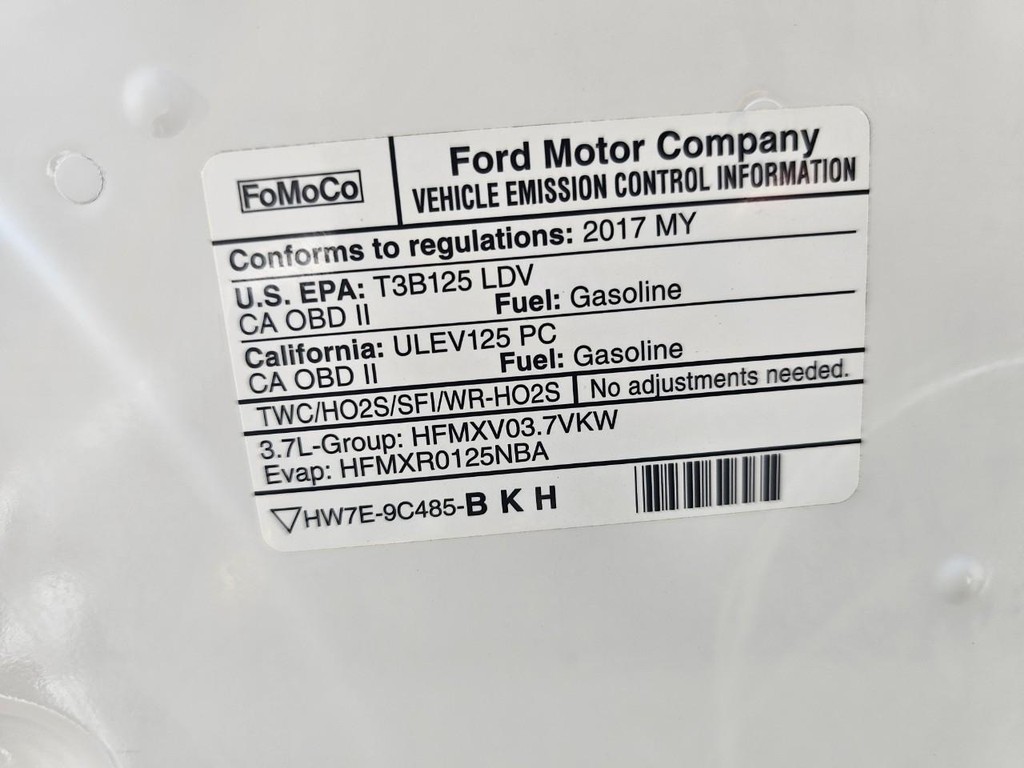 FoMoCo
Ford Motor Company
VEHICLE EMISSION CONTROL INFORMATION
Conforms to regulations: 2017 MY
U.S. EPA: T3B125 LDV
CA OBD II Fuel: Gasoline
California: ULEV125 PC
CA OBD II Fuel: Gasoline
TWC/HO2S/SFI/WR-HO2S No adjustments needed.
3.7L-Group: HFMXV03.7VKW
Evap: HFMXR0125NBA
HW7E-9C485-B K H